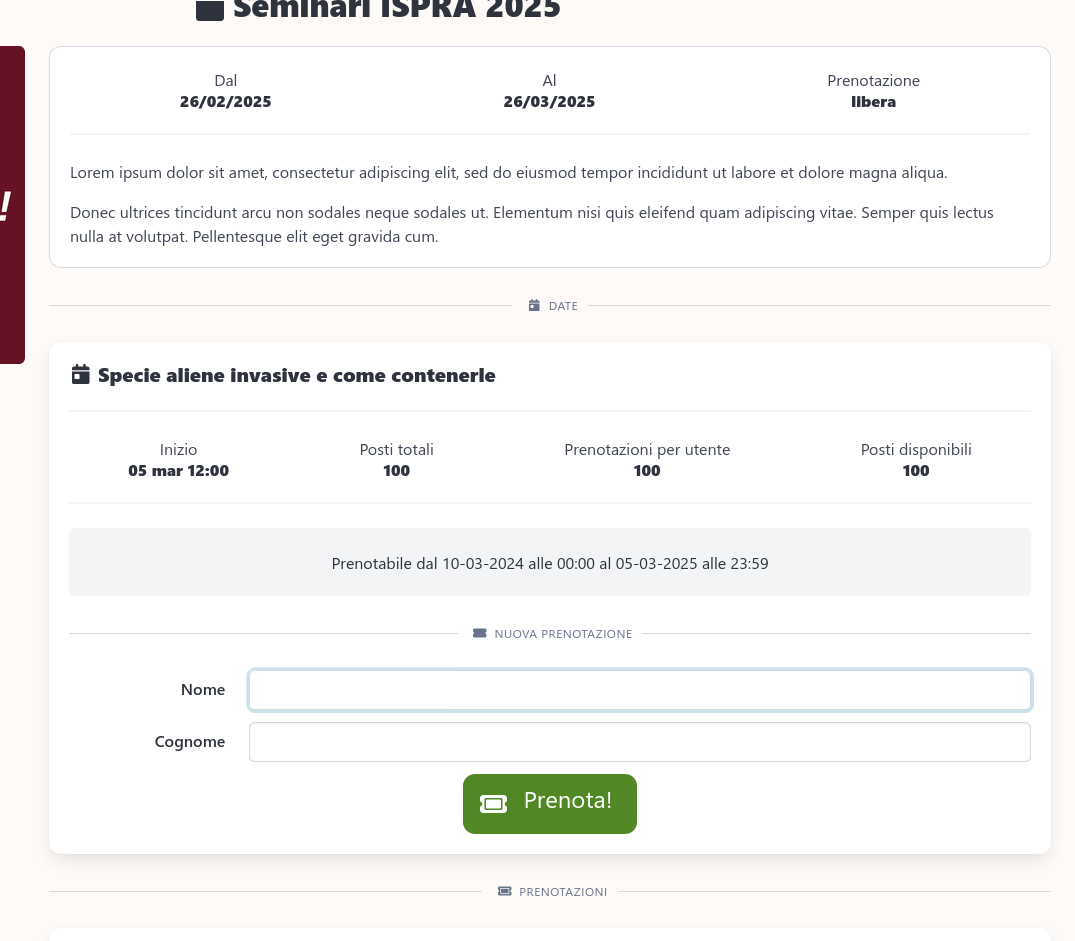 Seminari ISPRA 2025
!
Dal
26/02/2025
Al
26/03/2025
Prenotazione
libera
Lorem ipsum dolor sit amet, consectetur adipiscing elit, sed do eiusmod tempor incididunt ut labore et dolore magna aliqua.
Donec ultrices tincidunt arcu non sodales neque sodales ut. Elementum nisi quis eleifend quam adipiscing vitae. Semper quis lectus
nulla at volutpat. Pellentesque elit eget gravida cum.
DATE
Specie aliene invasive e come contenerle
Inizio
05 mar 12:00
Posti totali
100
Prenotazioni per utente
100
Posti disponibili
100
Prenotabile dal 10-03-2024 alle 00:00 al 05-03-2025 alle 23:59
NUOVA PRENOTAZIONE
Nome
Cognome
Prenota!
PRENOTAZIONI